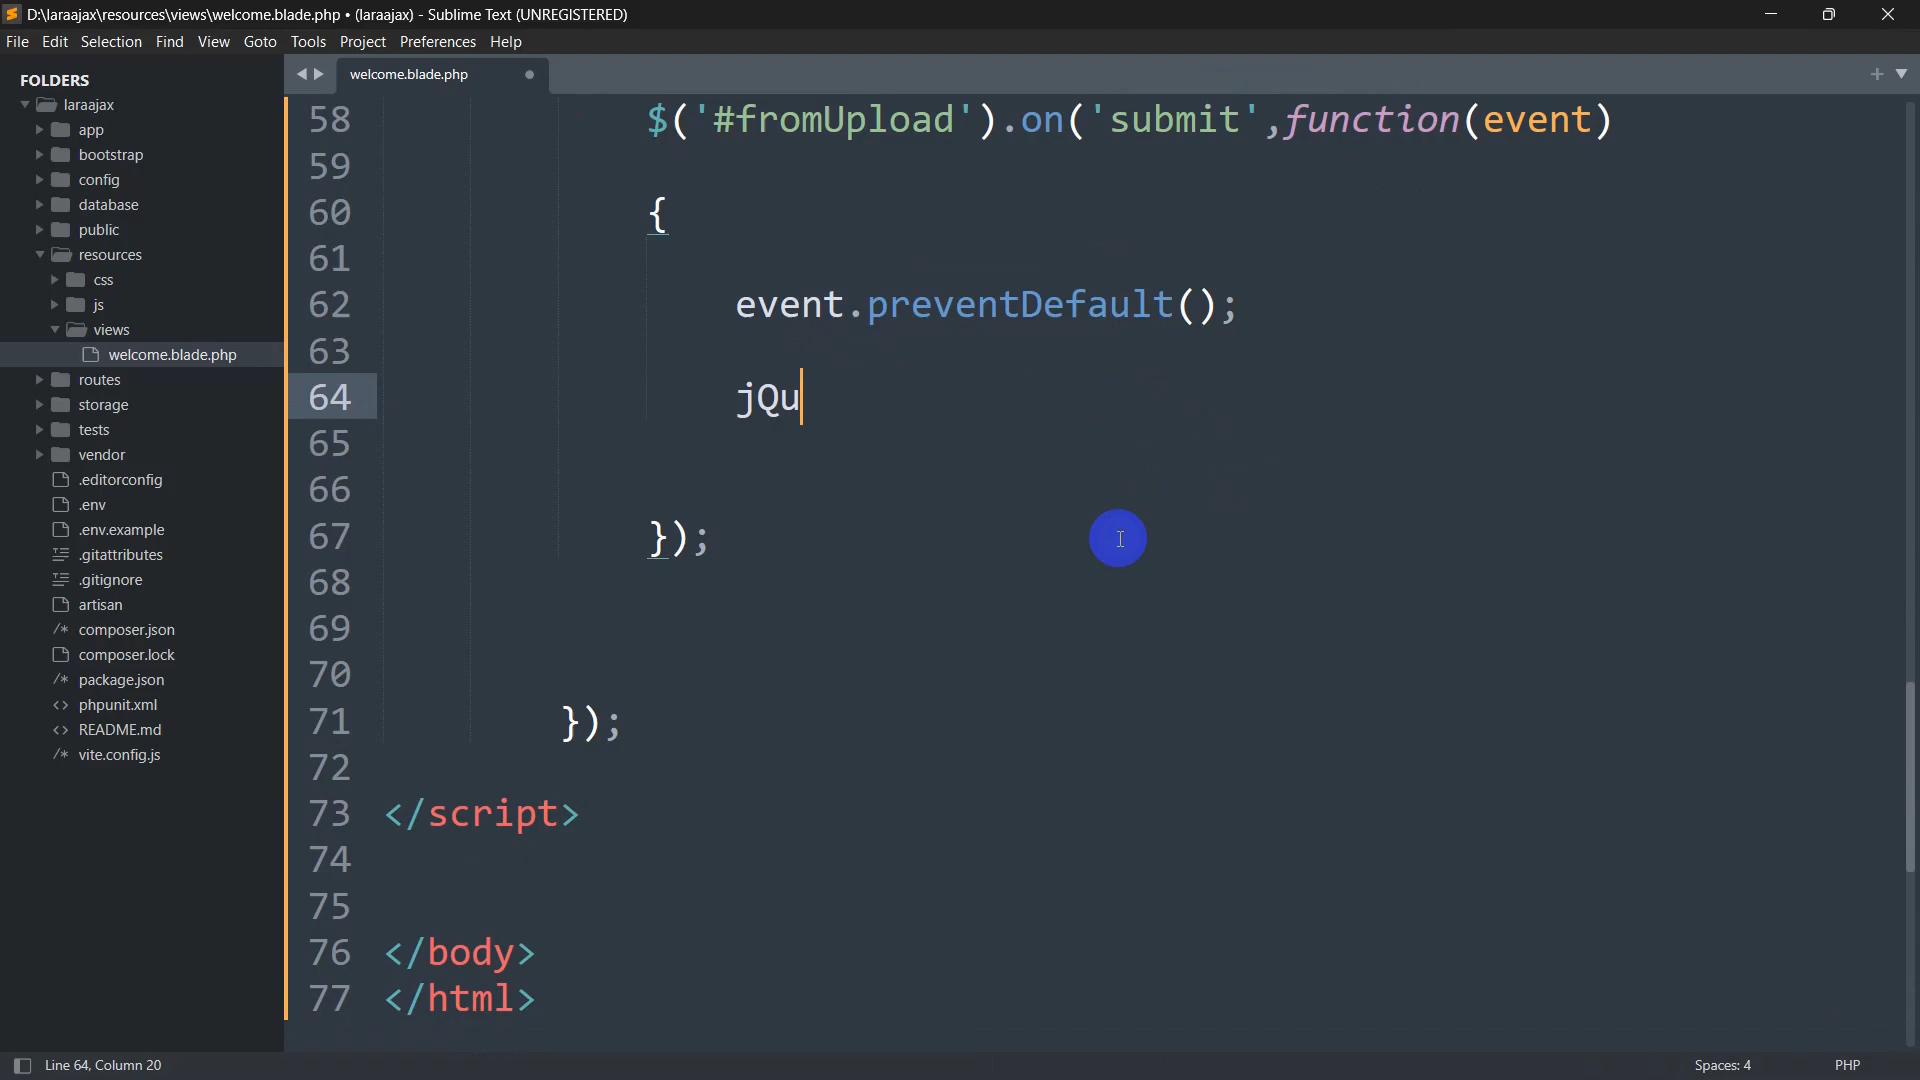 D:\laraajax\resources\views\welcome.blade.php • (laraajax) - Sublime Text (UNREGISTERED)
File Edit Selection Find View Goto Tools Project Preferences Help
FOLDERS
laraajax
app
bootstrap
config
database
public
resources
css
js
views
welcome.blade.php
routes
storage
tests
vendor
.editorconfig
.env
.env.example
.gitattributes
.gitignore
artisan
/* composer.json
composer.lock
/* package.json
<> phpunit.xml
<> README.md
/* vite.config.js
welcome.blade.php
58 $('#fromUpload').on('submit',function(event)
59
60 {
61
62 event.preventDefault();
63
64 jQu
65
66
67 });
68
69
70
71 });
72
73 </script>
74
75
76 </body>
77 </html>
Line 64, Column 20
Spaces: 4
PHP